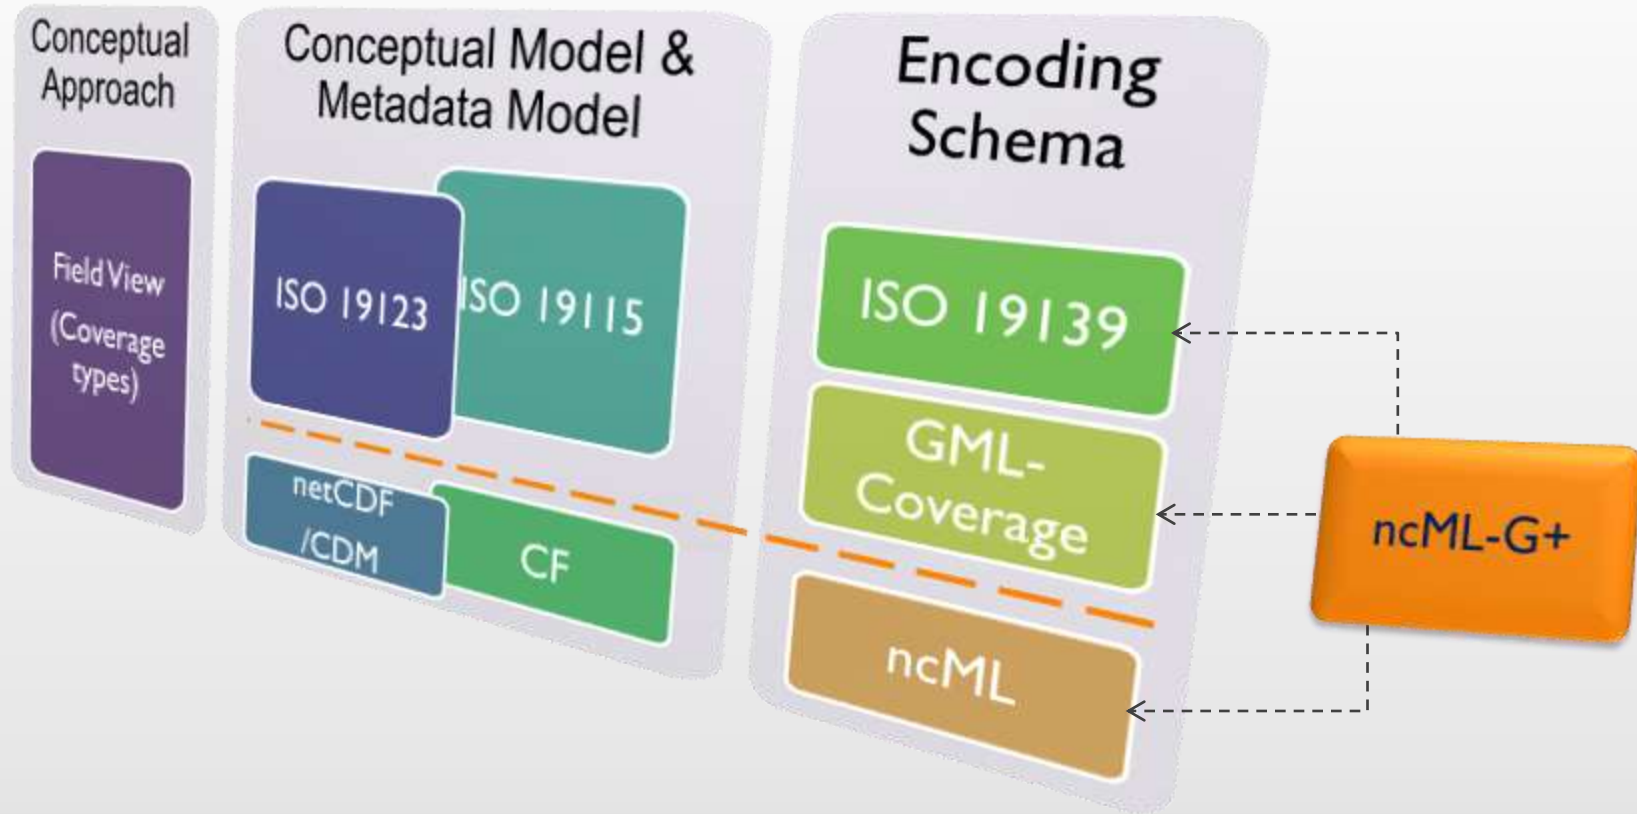 Conceptual
Approach
Field View
(Coverage
types)
Conceptual Model &
Metadata Model
ISO 19123
ISO 19115
netCDF
/CDM
CF
Encoding
Schema
ISO 19139
GML-
Coverage
ncML
ncML-G+